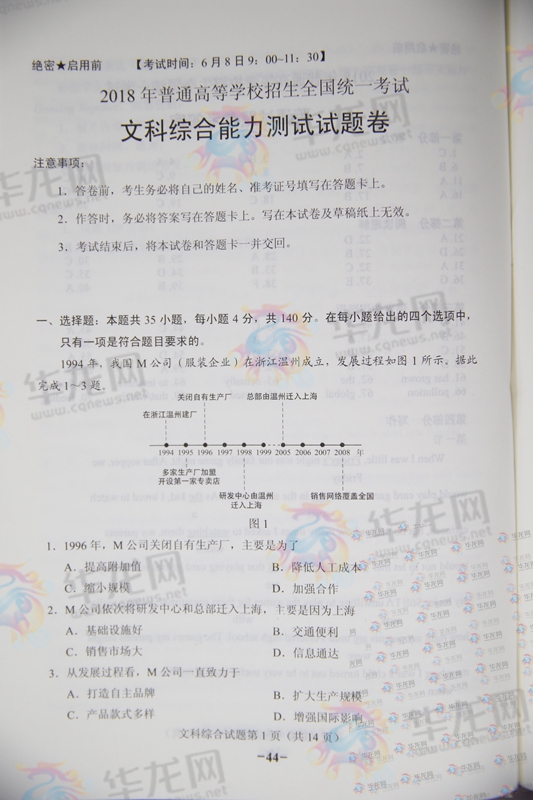 绝密★启用前 【考试时间：6月8日9：00~11：30】
2018年普通高等学校招生全国统一考试
文科综合能力测试试题卷
注意事项：
1．答卷前，考生务必将自己的姓名、准考证号填写在答题卡上。
2．作答时，务必将答案写在答题卡上。写在本试卷及草稿纸上无效。
3．考试结束后，将本试卷和答题卡一并交回。
一、选择题：本题共35小题，每小题4分，共140分。在每小题给出的四个选项中，
只有一项是符合题目要求的。
1994年，我国M公司（服装企业）在浙江温州成立，发展过程如图1所示。据此
完成1～3题。
关闭自有生产厂 总部由温州迁入上海
在浙江温州建厂
1994 1995 1996 1997 1998 1999 2005 2006 2007 2008 年
多家生产厂加盟
开设第一家专卖店
研发中心由温州
迁入上海
销售网络覆盖全国
图1
1．1996年，M公司关闭自有生产厂，主要是为了
A．提高附加值 B．降低人工成本
C．缩小规模 D．加强合作
2．M公司依次将研发中心和总部迁入上海，主要是因为上海
A．基础设施好 B．交通便利
C．国内市场大 D．信息通达
3．从发展过程看，M公司一直致力于
A．打造自主品牌 B．扩大生产规模
C．产品款式多样 D．增强国际影响
文科综合试题第1页（共14页）
-44-
华龙网
www.cqnews.net